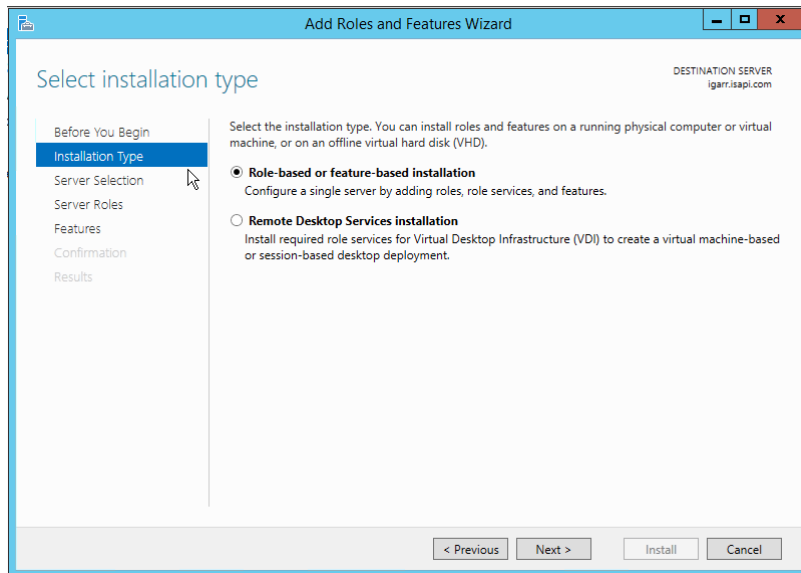 Add Roles and Features Wizard
Select installation type
DESTINATION SERVER
igarr.isapi.com
Before You Begin
Installation Type
Server Selection
Server Roles
Features
Confirmation
Results
Select the installation type. You can install roles and features on a running physical computer or virtual
machine, or on an offline virtual hard disk (VHD).
Role-based or feature-based installation
Configure a single server by adding roles, role services, and features.
Remote Desktop Services installation
Install required role services for Virtual Desktop Infrastructure (VDI) to create a virtual machine-based
or session-based desktop deployment.
< Previous
Next >
Install
Cancel